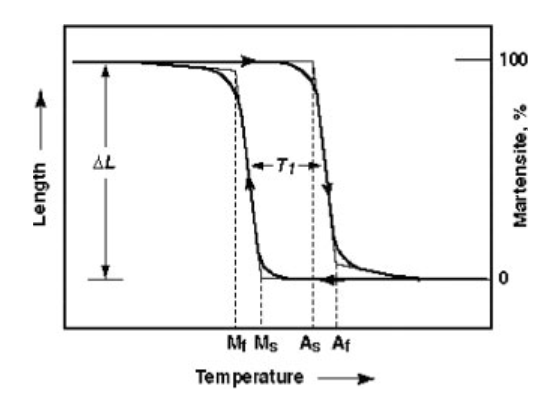 100
ΔL
T1
Length
Martensite, %
0
Mf Ms As Af
Temperature